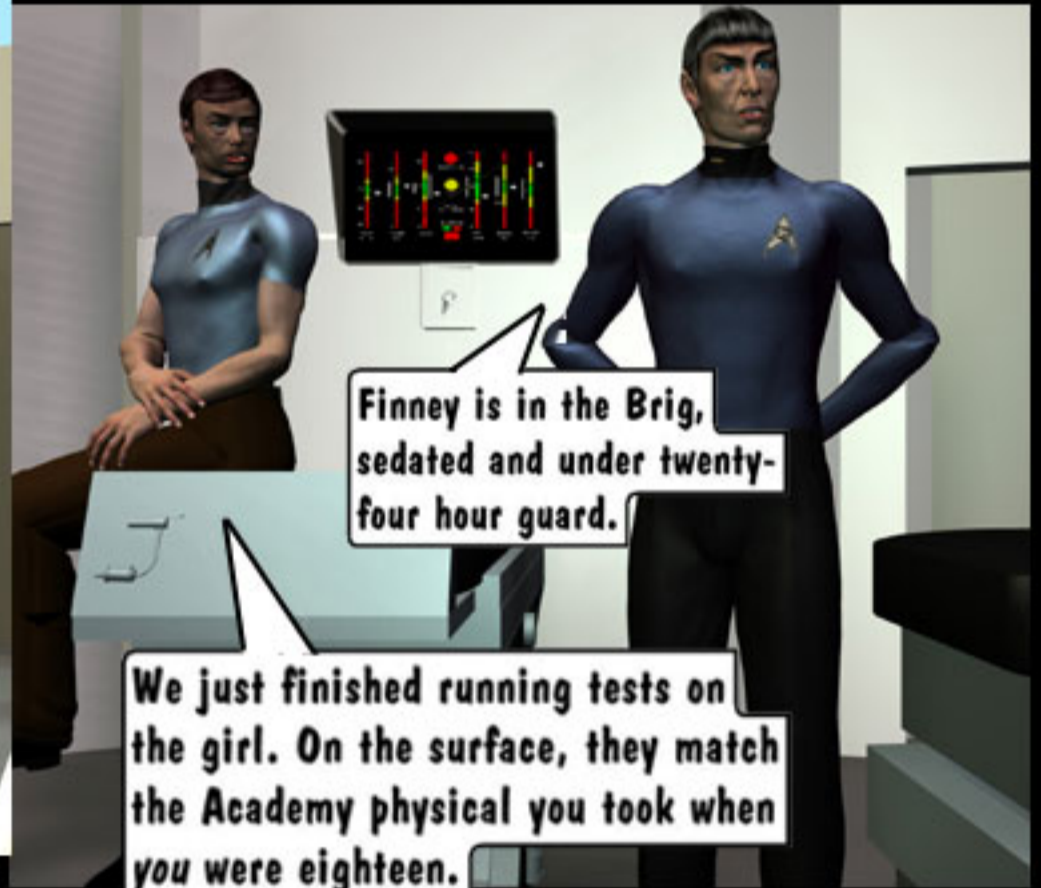 Finney is in the Brig,
sedated and under twenty-
four hour guard.
We just finished running tests on
the girl. On the surface, they match
the Academy physical you took when
you were eighteen.